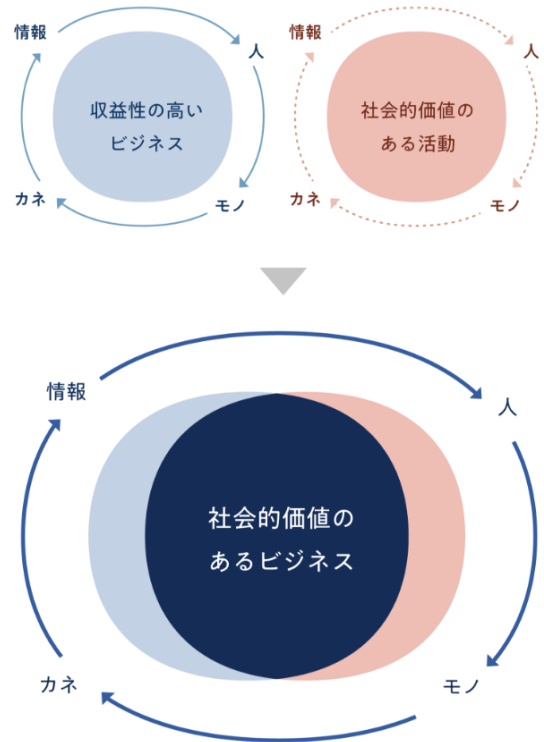 情報
人
収益性の高い
ビジネス
カネ
モノ
情報
人
社会的価値の
ある活動
カネ
モノ
情報
人
社会的価値の
あるビジネス
カネ
モノ